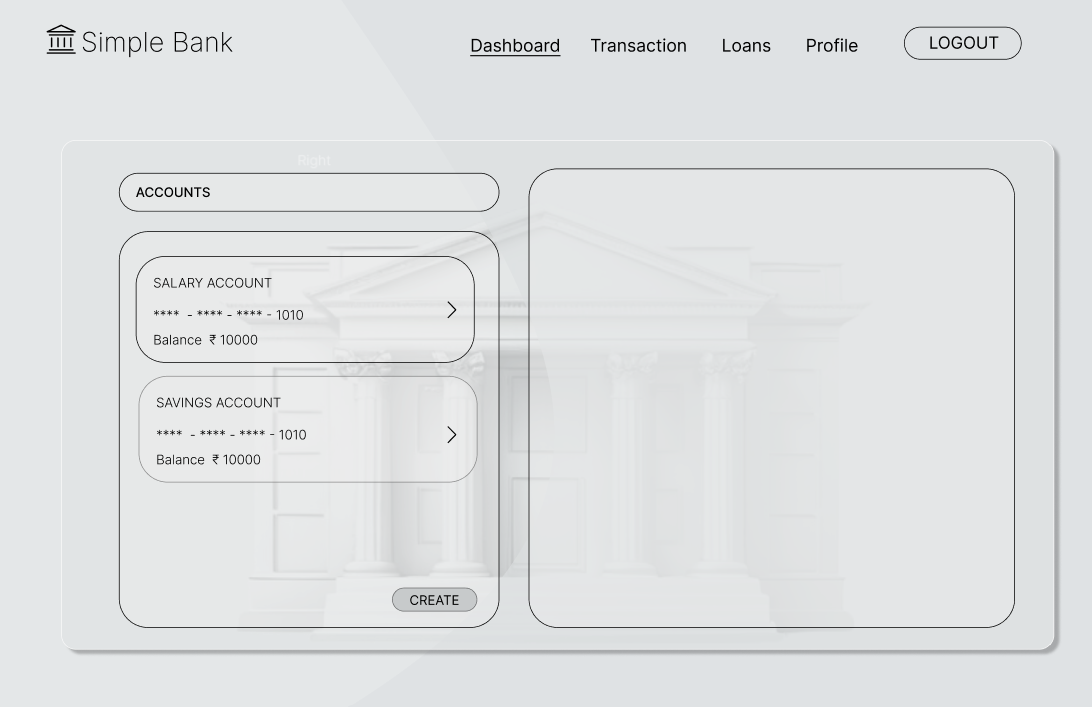 Simple Bank
Dashboard Transaction Loans Profile LOGOUT
Right
ACCOUNTS
SALARY ACCOUNT
**** - **** - **** - 1010
Balance ₹ 10000
SAVINGS ACCOUNT
**** - **** - **** - 1010
Balance ₹ 10000
CREATE